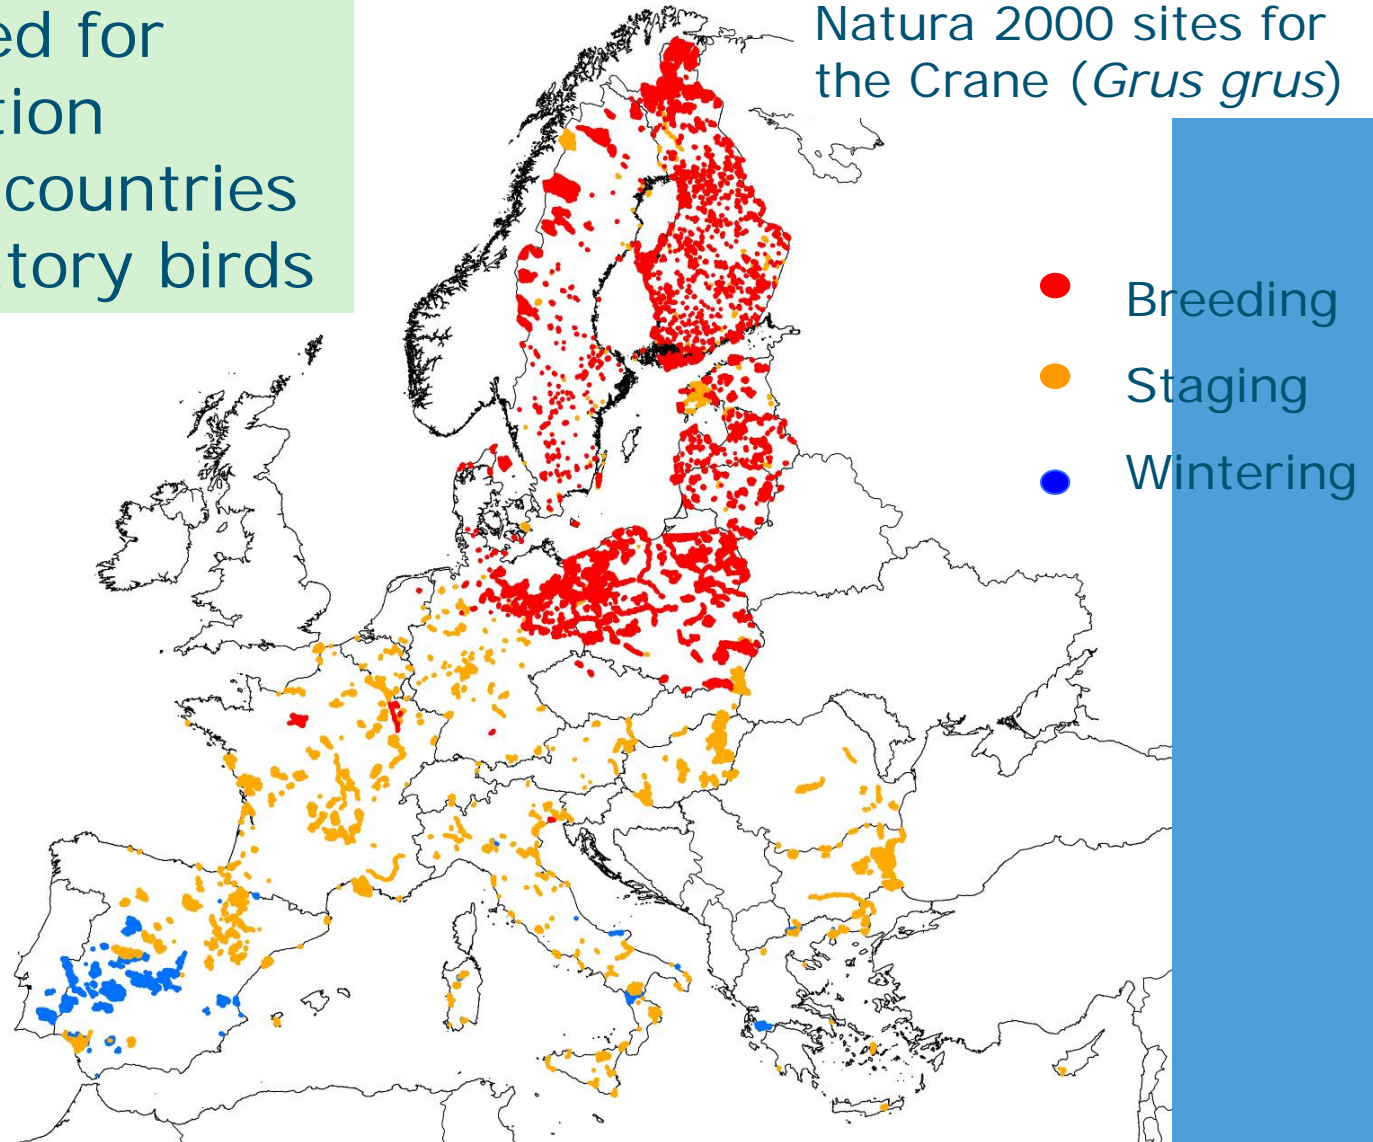 ed for
tion
countries
tory birds
Natura 2000 sites for
the Crane (Grus grus)
Breeding
Staging
Wintering